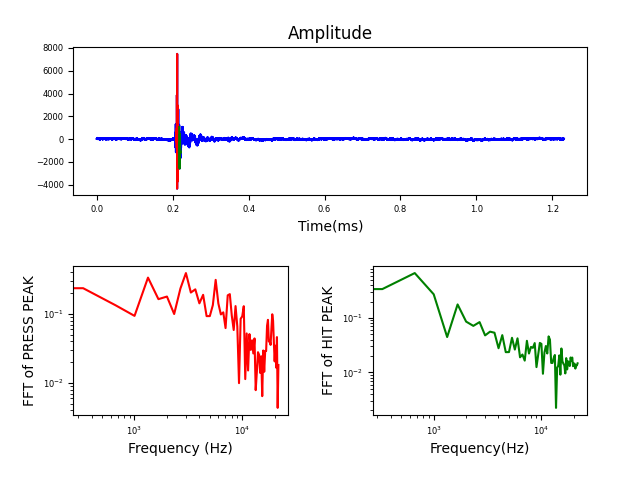 Amplitude
8000
6000
4000
2000
0
−2000
−4000
0.0 0.2 0.4 0.6 0.8 1.0 1.2
Time(ms)
FFT of PRESS PEAK
10⁻¹
10⁻²
10³ 10⁴
Frequency (Hz)
FFT of HIT PEAK
10⁻¹
10⁻²
10³ 10⁴
Frequency(Hz)